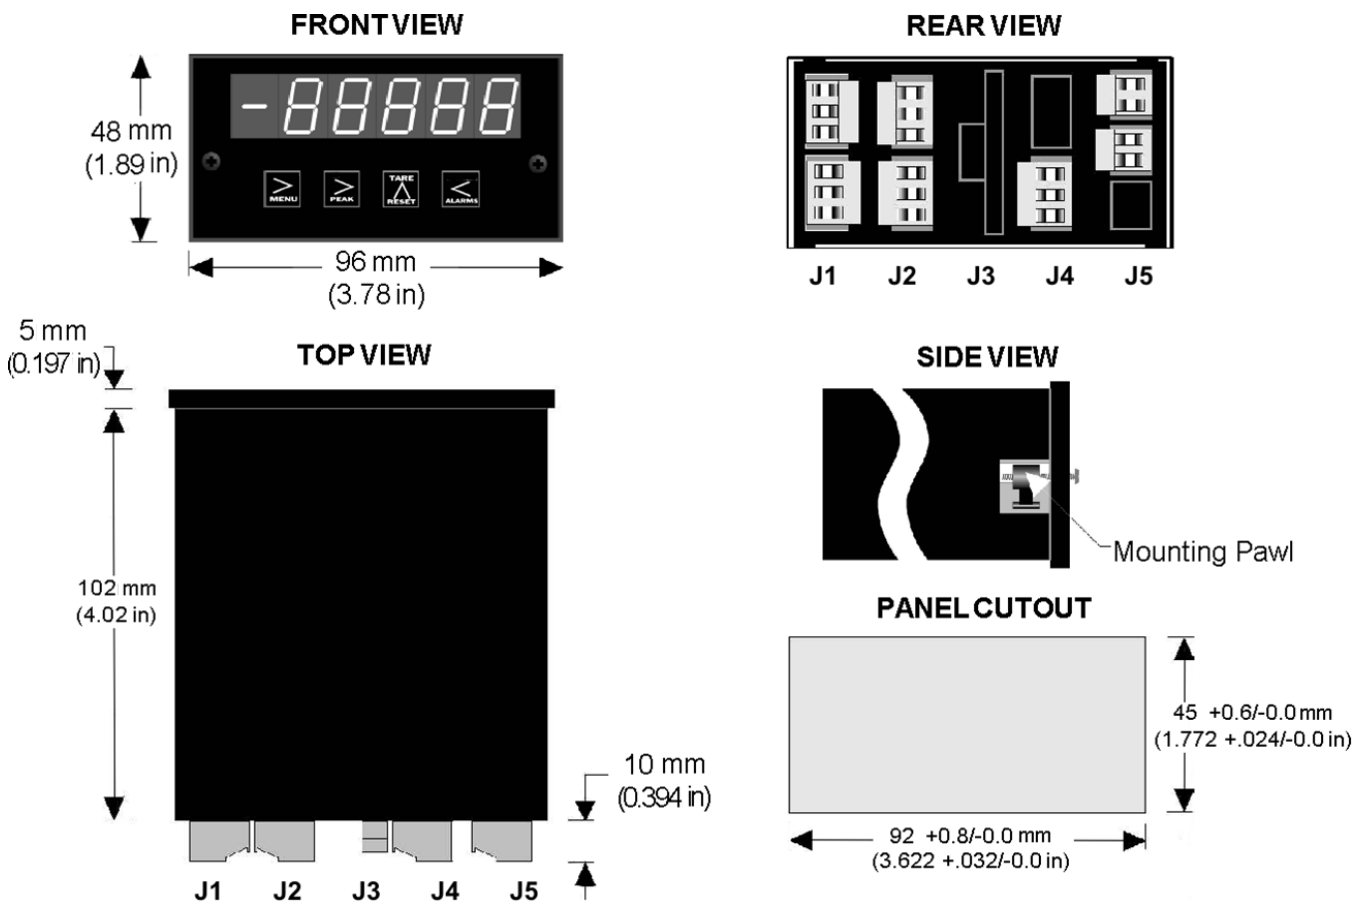 FRONT VIEW
-88888
48 mm
(1.89 in)
MENU
PEAK
TARE
RESET
ALARMS
96 mm
(3.78 in)
REAR VIEW
J1 J2 J3 J4 J5
5 mm
(0.197 in)
TOP VIEW
102 mm
(4.02 in)
10 mm
(0.394 in)
J1 J2 J3 J4 J5
SIDE VIEW
Mounting Pawl
PANEL CUTOUT
45 +0.6/-0.0 mm
(1.772 +.024/-0.0 in)
92 +0.8/-0.0 mm
(3.622 +.032/-0.0 in)